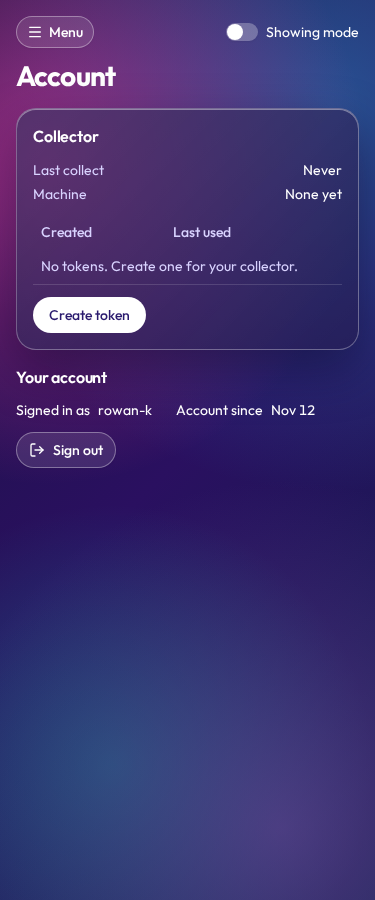 Menu Showing mode
Account
Collector
Last collect Never
Machine None yet
Created Last used
No tokens. Create one for your collector.
Create token
Your account
Signed in as rowan-k Account since Nov 12
Sign out